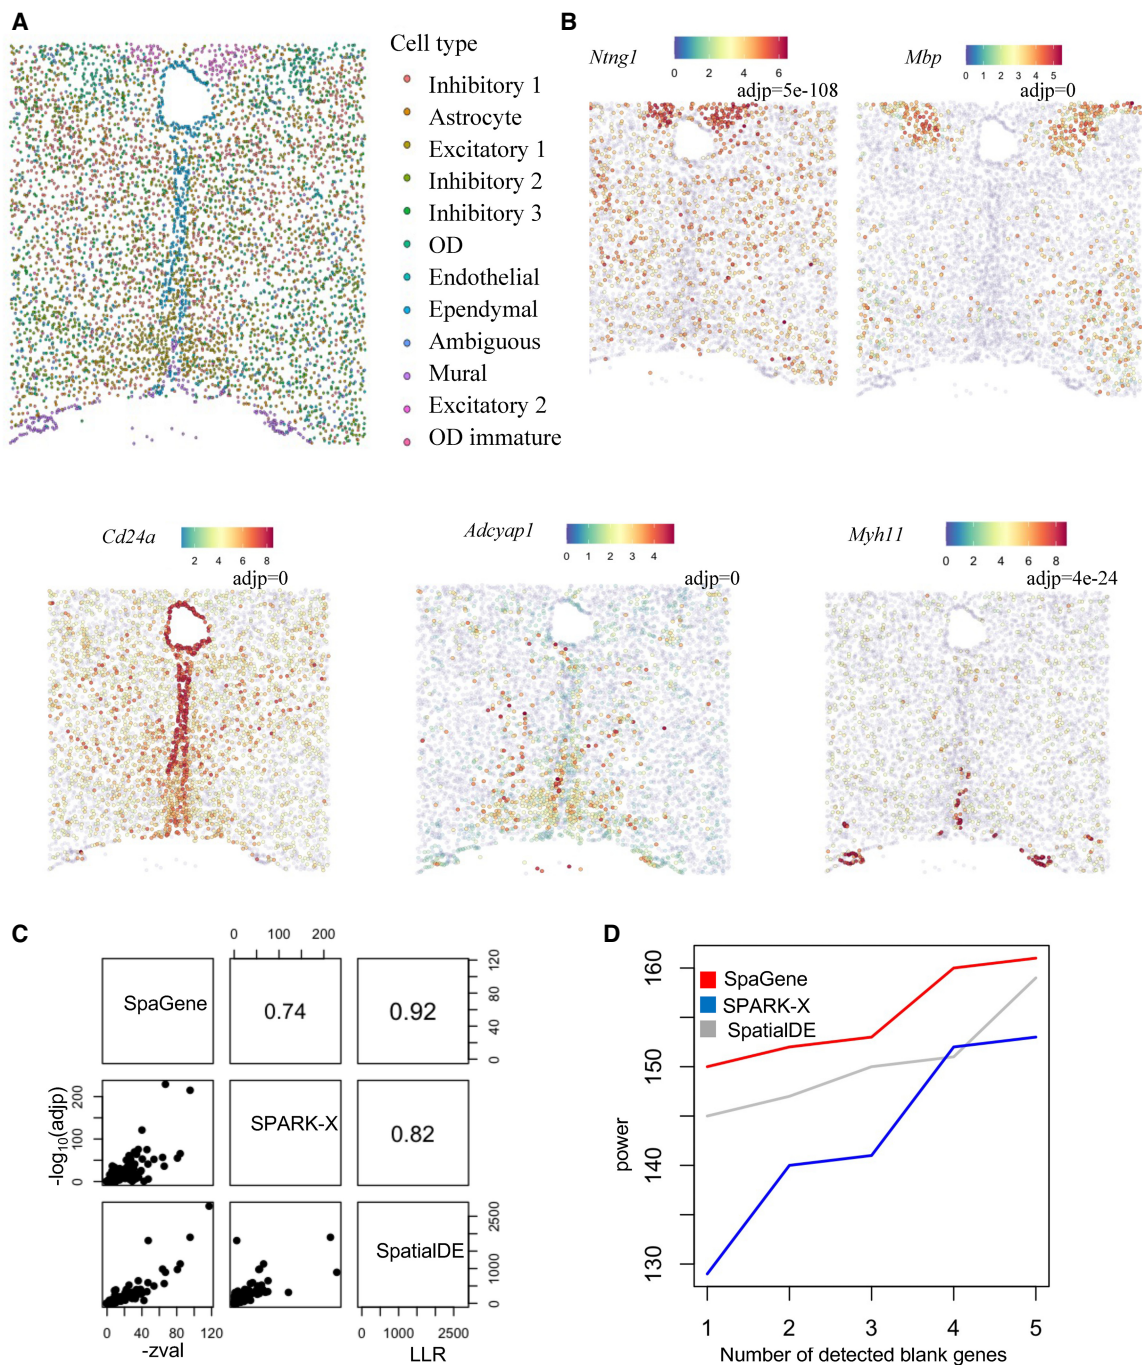 A
Cell type
Inhibitory 1
Astrocyte
Excitatory 1
Inhibitory 2
Inhibitory 3
OD
Endothelial
Ependymal
Ambiguous
Mural
Excitatory 2
OD immature
B
Ntng1
0 2 4 6
adjp=5e-108
Mbp
0 1 2 3 4 5
adjp=0
Cd24a
2 4 6 8
adjp=0
Adcyap1
0 1 2 3 4
adjp=0
Myh11
0 2 4 6 8
adjp=4e-24
C
0 100 200
SpaGene
0.74
0.92
0 40 80 120
-log10(adjp)
0 100 200
SPARK-X
0.82
SpatialDE
0 1000 2500
0 40 80 120
-zval
0 1000 2500
LLR
D
power
130 140 150 160
SpaGene
SPARK-X
SpatialDE
1 2 3 4 5
Number of detected blank genes